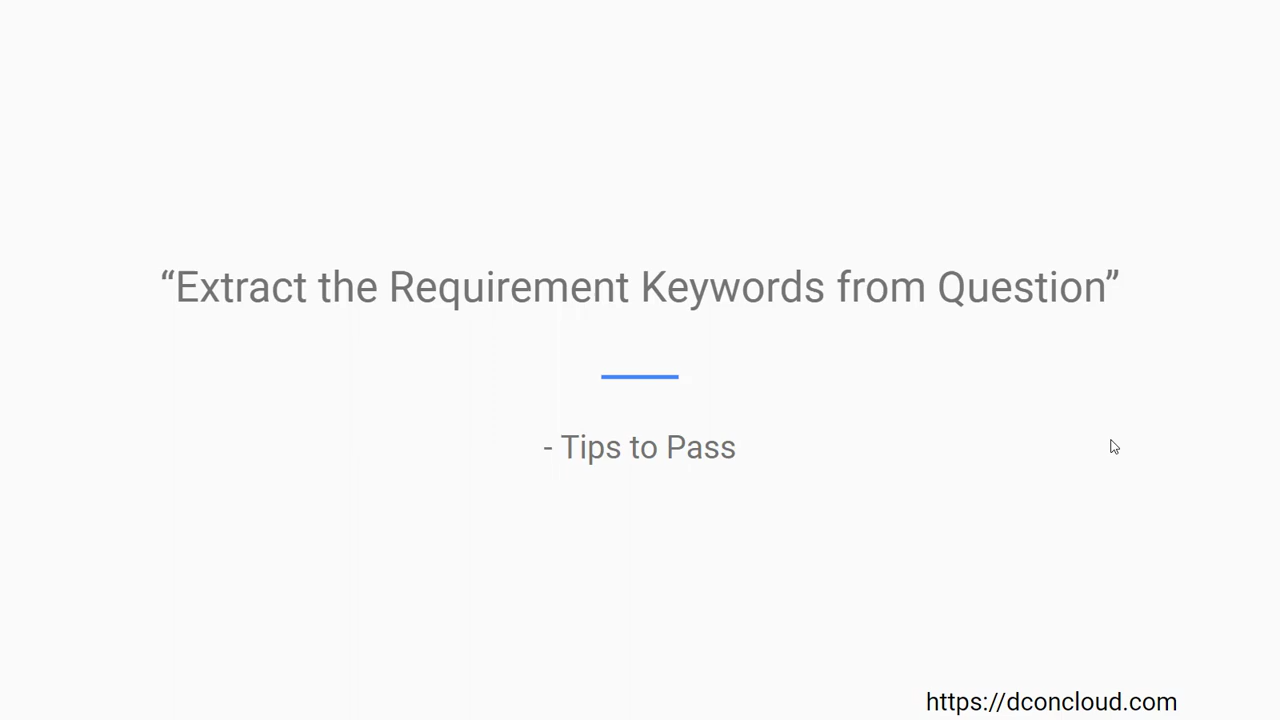 “Extract the Requirement Keywords from Question”
- Tips to Pass
https://dconcloud.com